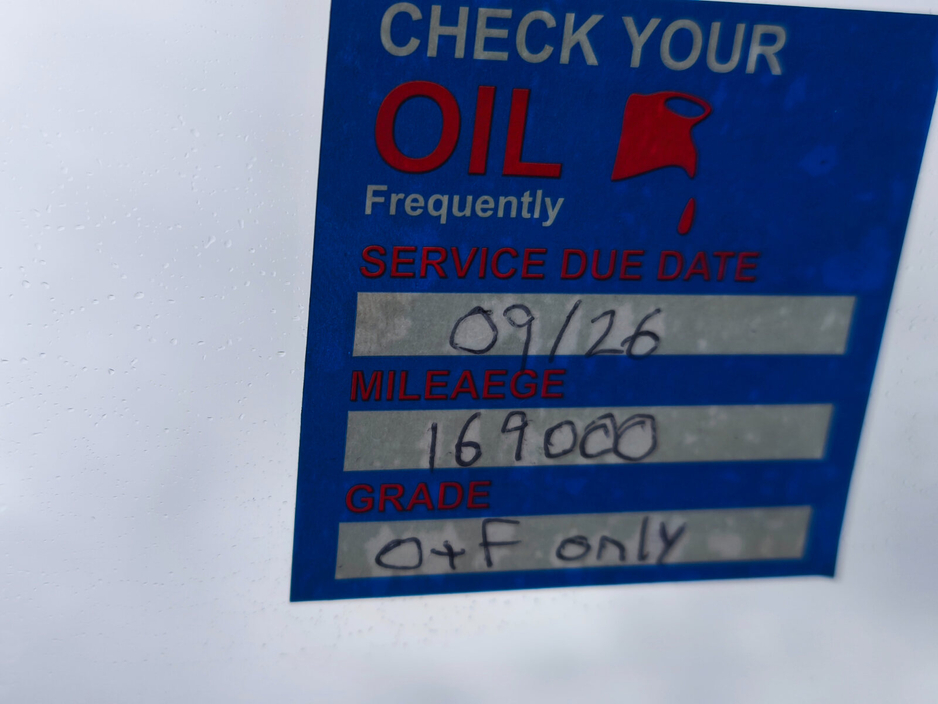 CHECK YOUR
OIL
Frequently
SERVICE DUE DATE
09/26
MILEAEGE
169000
GRADE
O+F only